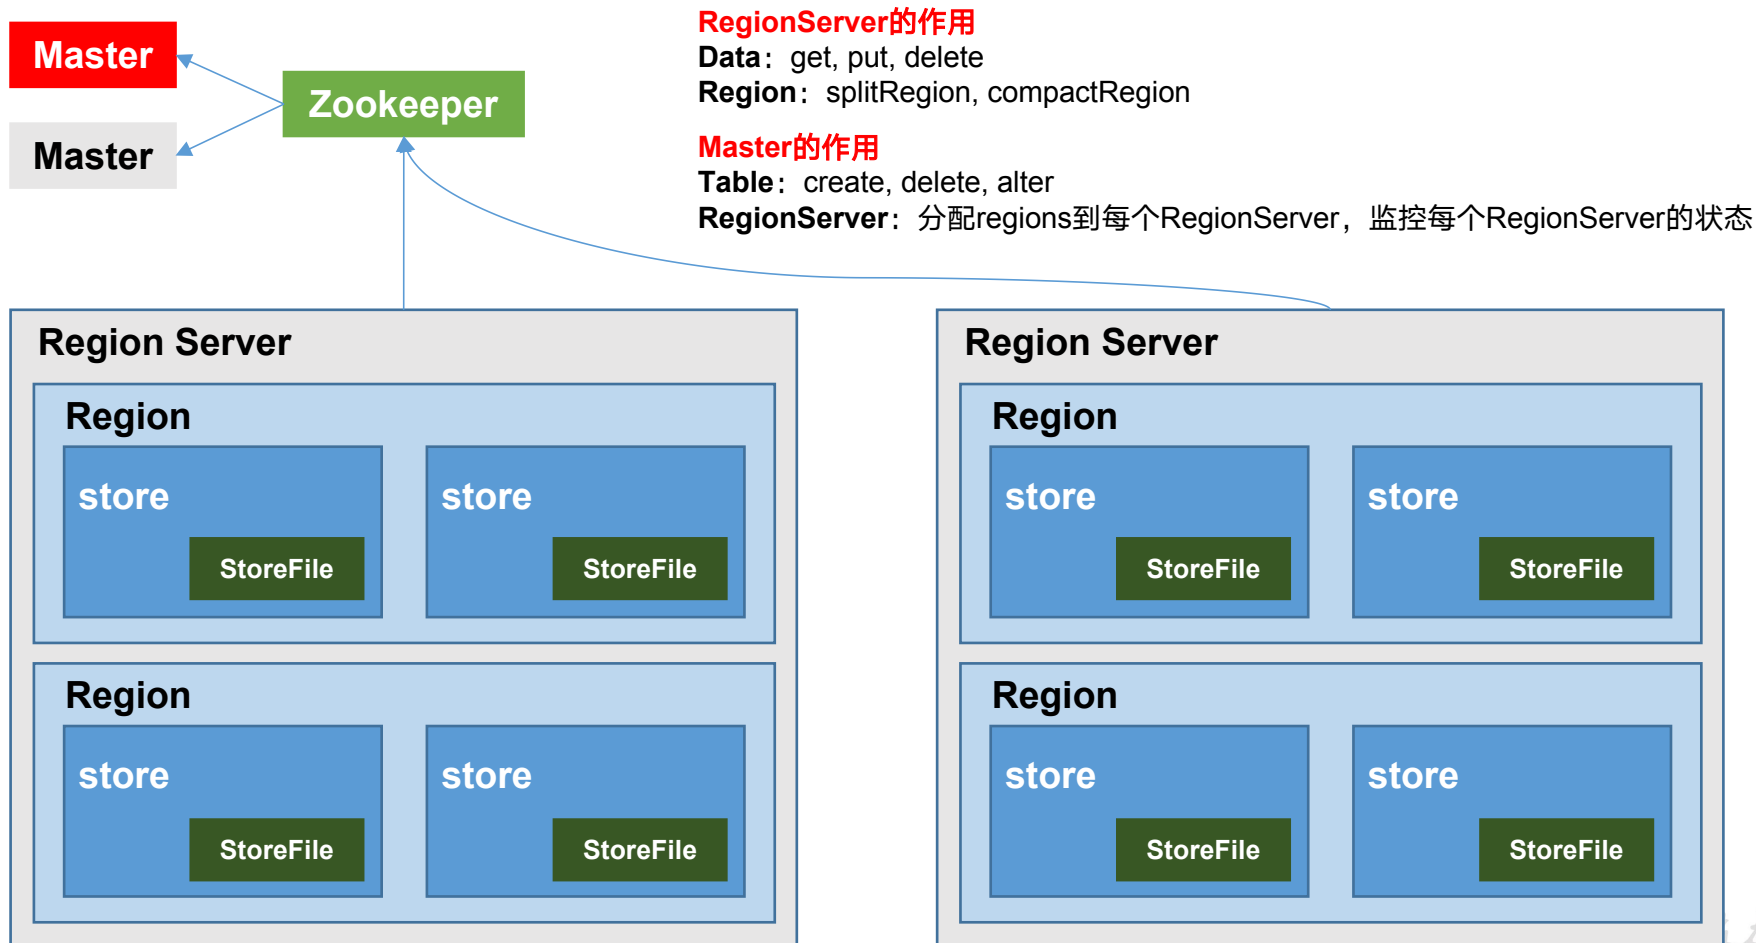 Master
Master
Zookeeper
RegionServer的作用
Data：get, put, delete
Region：splitRegion, compactRegion
Master的作用
Table：create, delete, alter
RegionServer：分配regions到每个RegionServer，监控每个RegionServer的状态
Region Server
Region
store
StoreFile
store
StoreFile
Region
store
StoreFile
store
StoreFile
Region Server
Region
store
StoreFile
store
StoreFile
Region
store
StoreFile
store
StoreFile